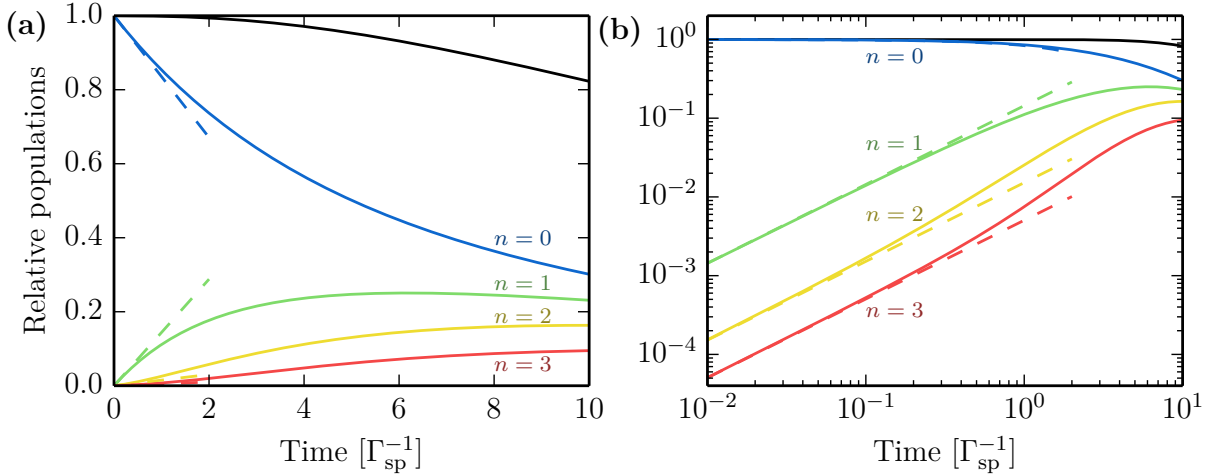 (a)
Relative populations
1.0
0.8
0.6
0.4
0.2
0.0
n = 0
n = 1
n = 2
n = 3
0 2 4 6 8 10
Time [Γ_sp^{-1}]
(b)
10^0
10^{-1}
10^{-2}
10^{-3}
10^{-4}
n = 0
n = 1
n = 2
n = 3
10^{-2} 10^{-1} 10^0 10^1
Time [Γ_sp^{-1}]